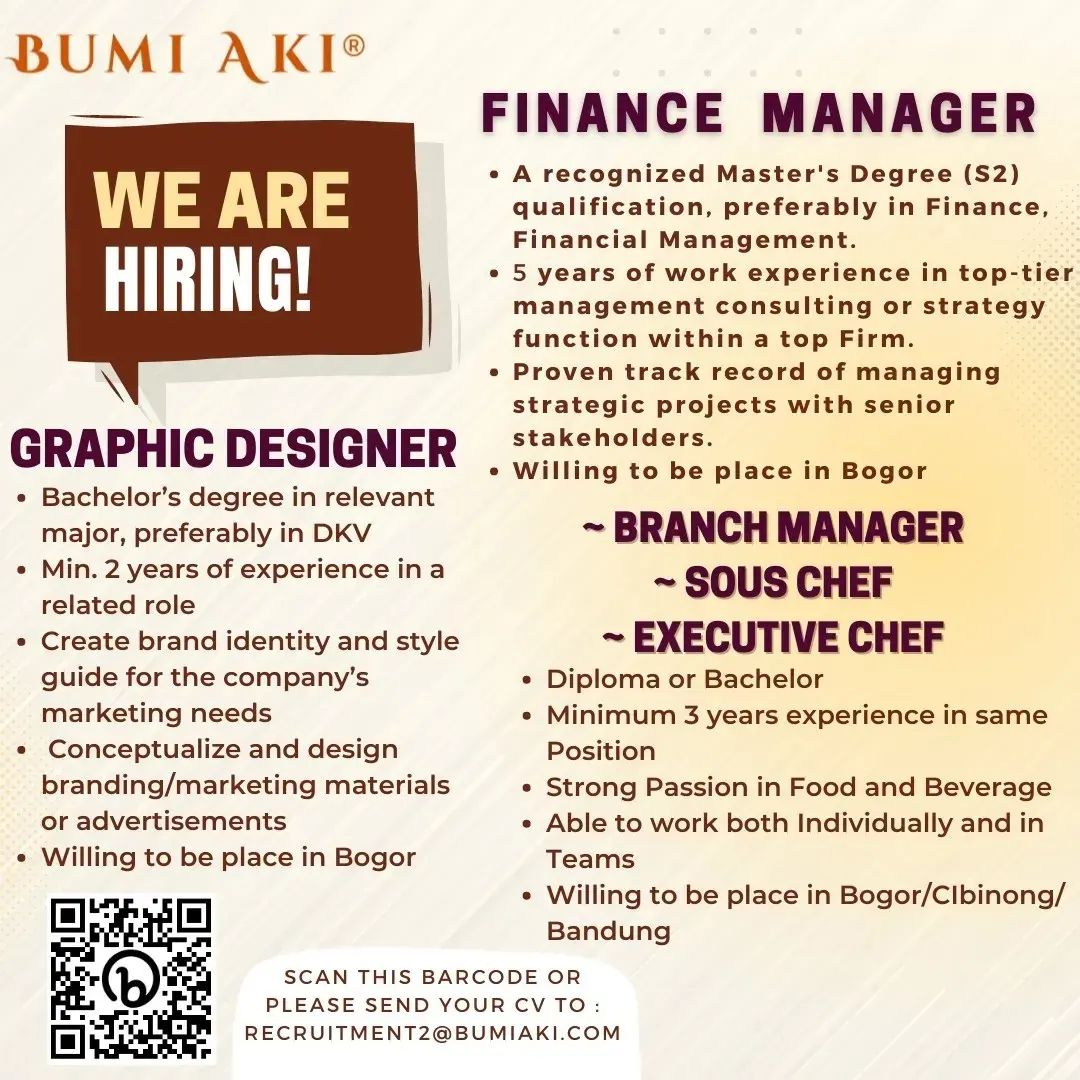 BUMI AKI®
WE ARE
HIRING!
GRAPHIC DESIGNER
• Bachelor's degree in relevant
major, preferably in DKV
• Min. 2 years of experience in a
related role
• Create brand identity and style
guide for the company's
marketing needs
• Conceptualize and design
branding/marketing materials
or advertisements
• Willing to be place in Bogor
FINANCE MANAGER
• A recognized Master's Degree (S2)
qualification, preferably in Finance,
Financial Management.
• 5 years of work experience in top-tier
management consulting or strategy
function within a top Firm.
• Proven track record of managing
strategic projects with senior
stakeholders.
• Willing to be place in Bogor
~ BRANCH MANAGER
~ SOUS CHEF
~ EXECUTIVE CHEF
• Diploma or Bachelor
• Minimum 3 years experience in same
Position
• Strong Passion in Food and Beverage
• Able to work both Individually and in
Teams
• Willing to be place in Bogor/CIbinong/
Bandung
b
SCAN THIS BARCODE OR
PLEASE SEND YOUR CV TO :
RECRUITMENT2@BUMIAKI.COM